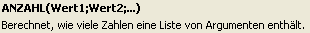 ANZAHL(Wert1;Wert2;...)
Berechnet, wie viele Zahlen eine Liste von Argumenten enthält.